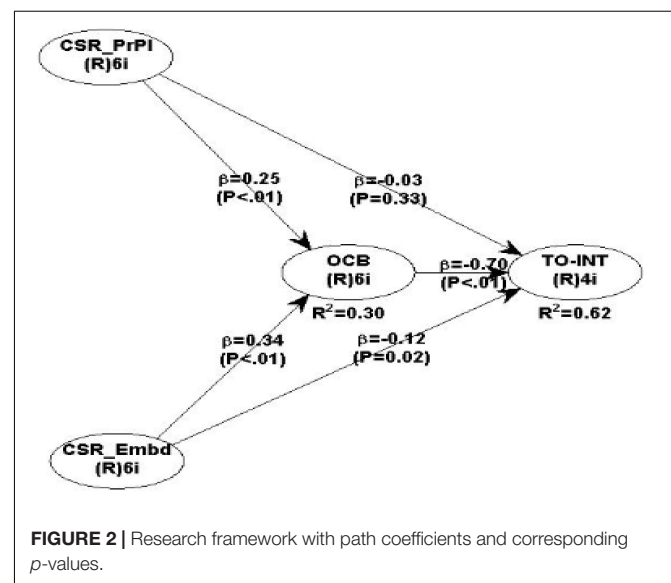 CSR_PrPl
(R)6i
β=0.25
(P<.01)
β=-0.03
(P=0.33)
OCB
(R)6i
R²=0.30
β=-0.70
(P<.01)
TO-INT
(R)4i
R²=0.62
β=0.34
(P<.01)
β=-0.12
(P=0.02)
CSR_Embd
(R)6i
FIGURE 2 | Research framework with path coefficients and corresponding
p-values.